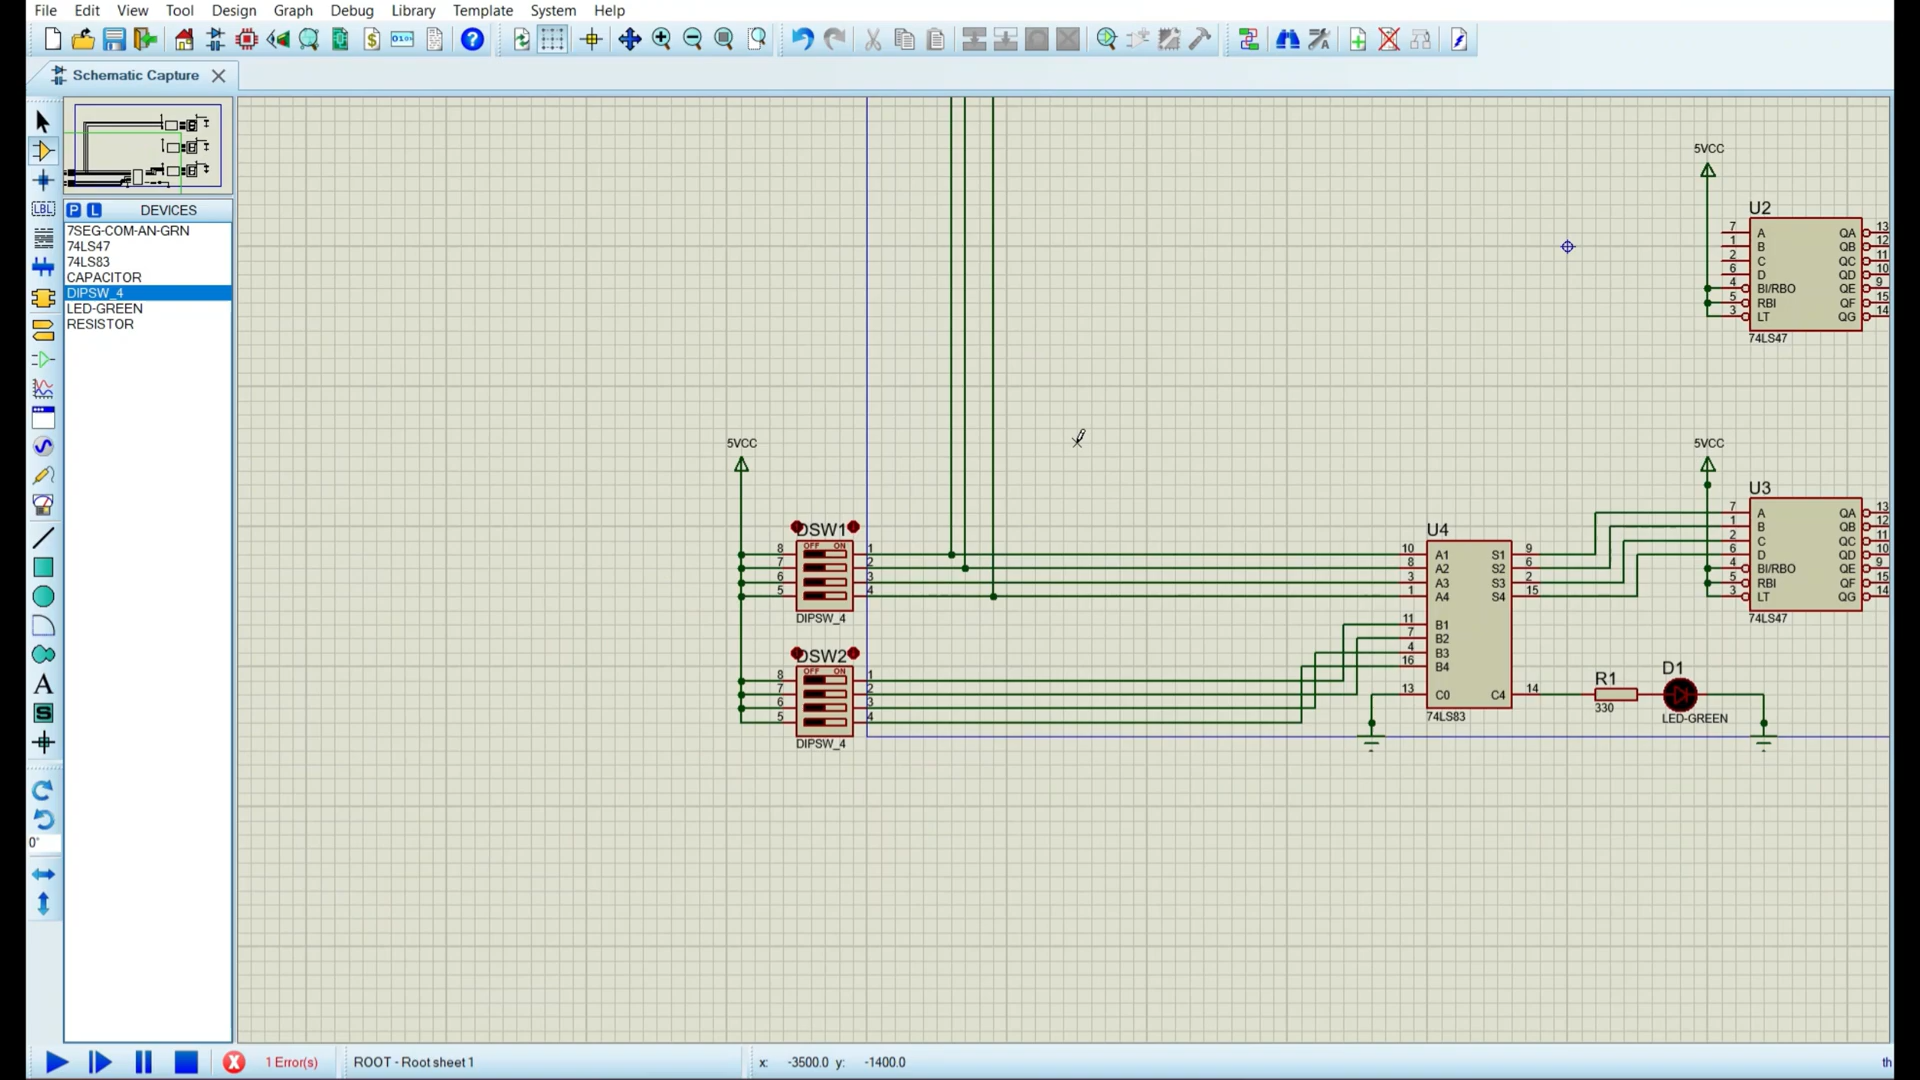 File Edit View Tool Design Graph Debug Library Template System Help
Schematic Capture
P L DEVICES
7SEG-COM-AN-GRN
74LS47
74LS83
CAPACITOR
DIPSW_4
LED-GREEN
RESISTOR
LBL
A
S
0°
5VCC
U2
7 A QA 13
1 B QB 12
2 C QC 11
6 D QD 10
4 BI/RBO QE 9
5 RBI QF 15
3 LT QG 14
74LS47
5VCC
DSW1
OFF ON
8 1
7 2
6 3
5 4
DIPSW_4
DSW2
OFF ON
8 1
7 2
6 3
5 4
DIPSW_4
U4
10 A1 S1 9
8 A2 S2 6
3 A3 S3 2
1 A4 S4 15
11 B1
7 B2
4 B3
16 B4
13 C0 C4 14
74LS83
5VCC
U3
7 A QA 13
1 B QB 12
2 C QC 11
6 D QD 10
4 BI/RBO QE 9
5 RBI QF 15
3 LT QG 14
74LS47
R1
330
D1
LED-GREEN
1 Error(s) ROOT - Root sheet 1 x: -3500.0 y: -1400.0 th